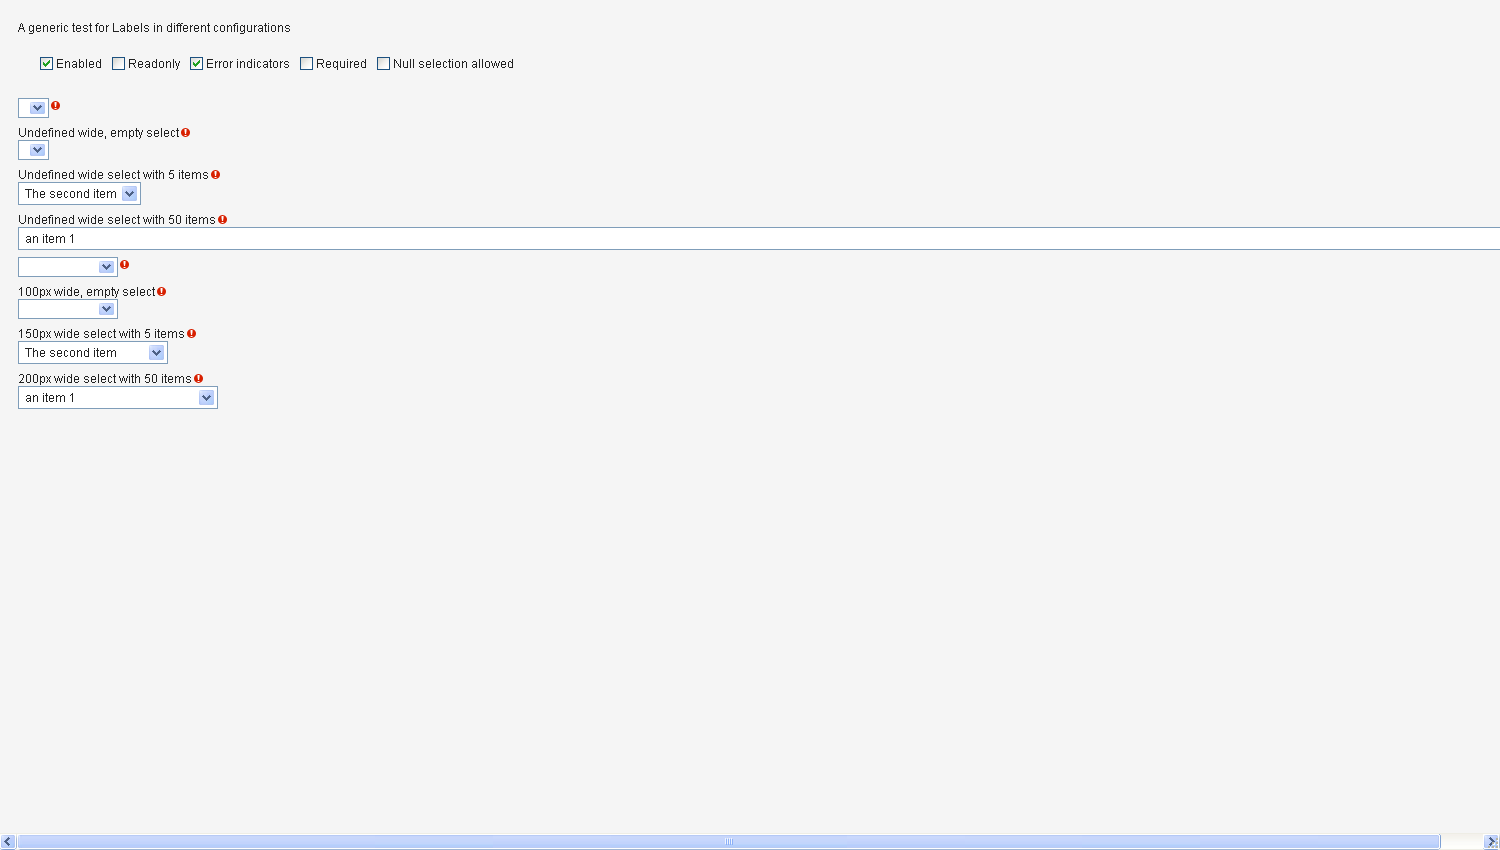 A generic test for Labels in different configurations
Enabled Readonly Error indicators Required Null selection allowed
Undefined wide, empty select
Undefined wide select with 5 items
The second item
Undefined wide select with 50 items
an item 1
100px wide, empty select
150px wide select with 5 items
The second item
200px wide select with 50 items
an item 1